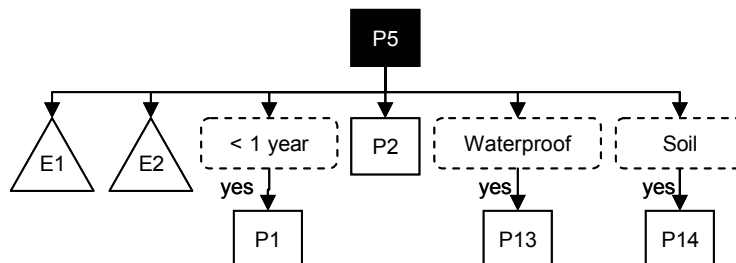 P5
E1
E2
< 1 year
P2
Waterproof
Soil
yes
yes
yes
P1
P13
P14